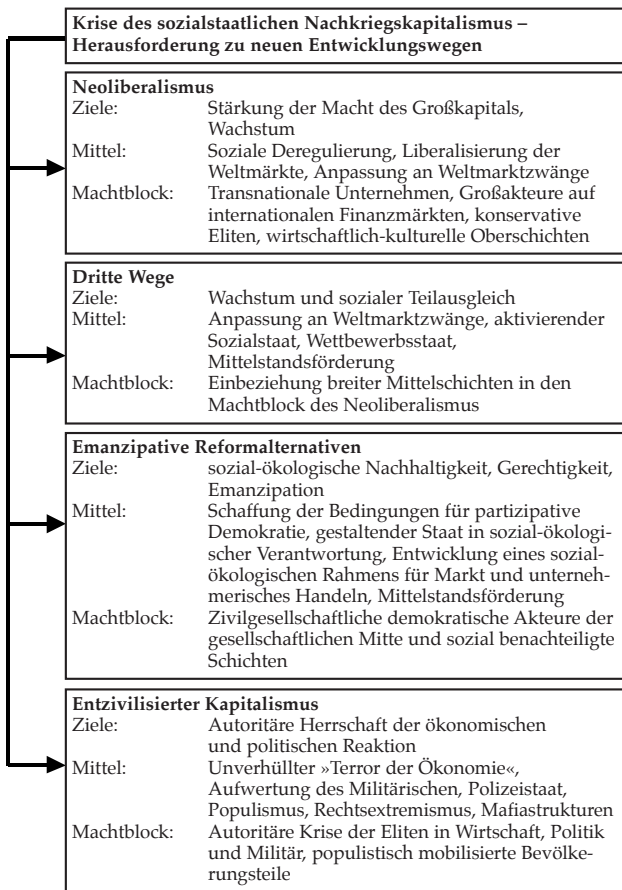 Krise des sozialstaatlichen Nachkriegskapitalismus –
Herausforderung zu neuen Entwicklungswegen
Neoliberalismus
Ziele: Stärkung der Macht des Großkapitals,
Wachstum
Mittel: Soziale Deregulierung, Liberalisierung der
Weltmärkte, Anpassung an Weltmarktzwänge
Machtblock: Transnationale Unternehmen, Großakteure auf
internationalen Finanzmärkten, konservative
Eliten, wirtschaftlich-kulturelle Oberschichten
Dritte Wege
Ziele: Wachstum und sozialer Teilausgleich
Mittel: Anpassung an Weltmarktzwänge, aktivierender
Sozialstaat, Wettbewerbsstaat,
Mittelstandsförderung
Machtblock: Einbeziehung breiter Mittelschichten in den
Machtblock des Neoliberalismus
Emanzipative Reformalternativen
Ziele: sozial-ökologische Nachhaltigkeit, Gerechtigkeit,
Emanzipation
Mittel: Schaffung der Bedingungen für partizipative
Demokratie, gestaltender Staat in sozial-ökologi-
scher Verantwortung, Entwicklung eines sozial-
ökologischen Rahmens für Markt und unterneh-
merisches Handeln, Mittelstandsförderung
Machtblock: Zivilgesellschaftliche demokratische Akteure der
gesellschaftlichen Mitte und sozial benachteiligte
Schichten
Entzivilisierter Kapitalismus
Ziele: Autoritäre Herrschaft der ökonomischen
und politischen Reaktion
Mittel: Unverhüllter »Terror der Ökonomie«,
Aufwertung des Militärischen, Polizeistaat,
Populismus, Rechtsextremismus, Mafiastrukturen
Machtblock: Autoritäre Krise der Eliten in Wirtschaft, Politik
und Militär, populistisch mobilisierte Bevölke-
rungsteile